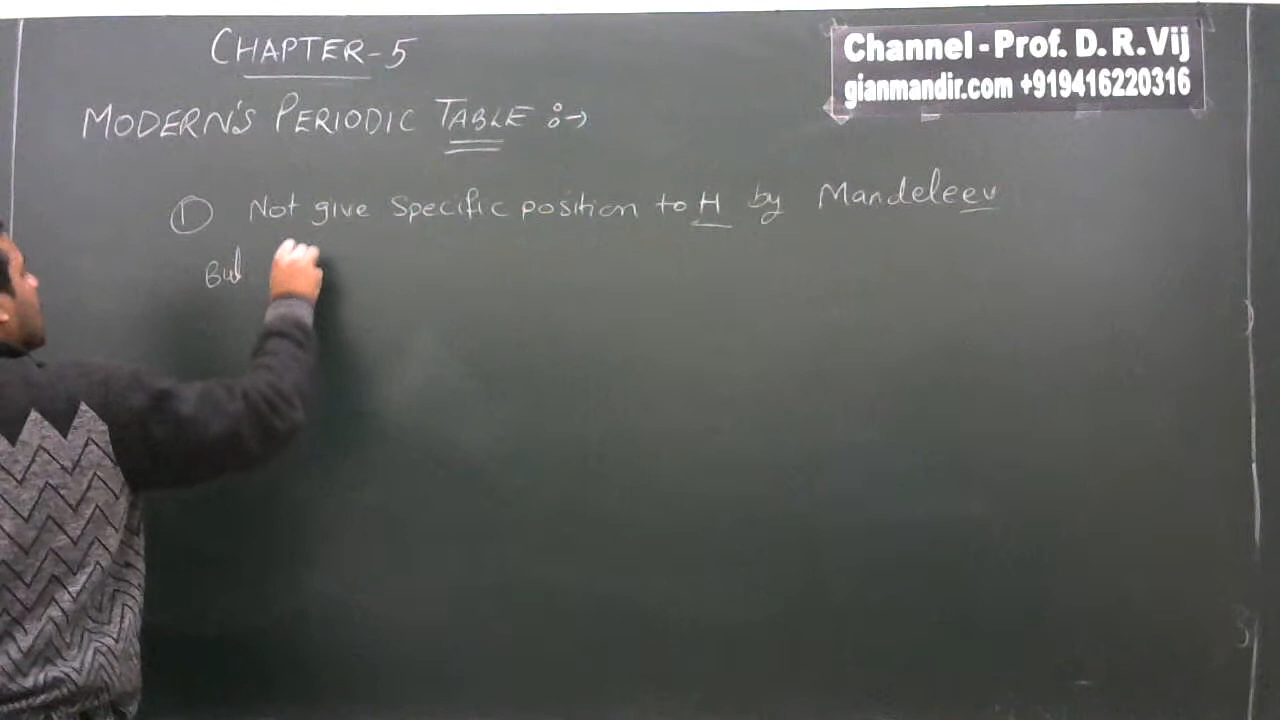 CHAPTER-5
Channel - Prof. D. R. Vij
gianmandir.com +919416220316
MODERN'S PERIODIC TABLE :→
① Not give specific position to H by Mandeleev
But